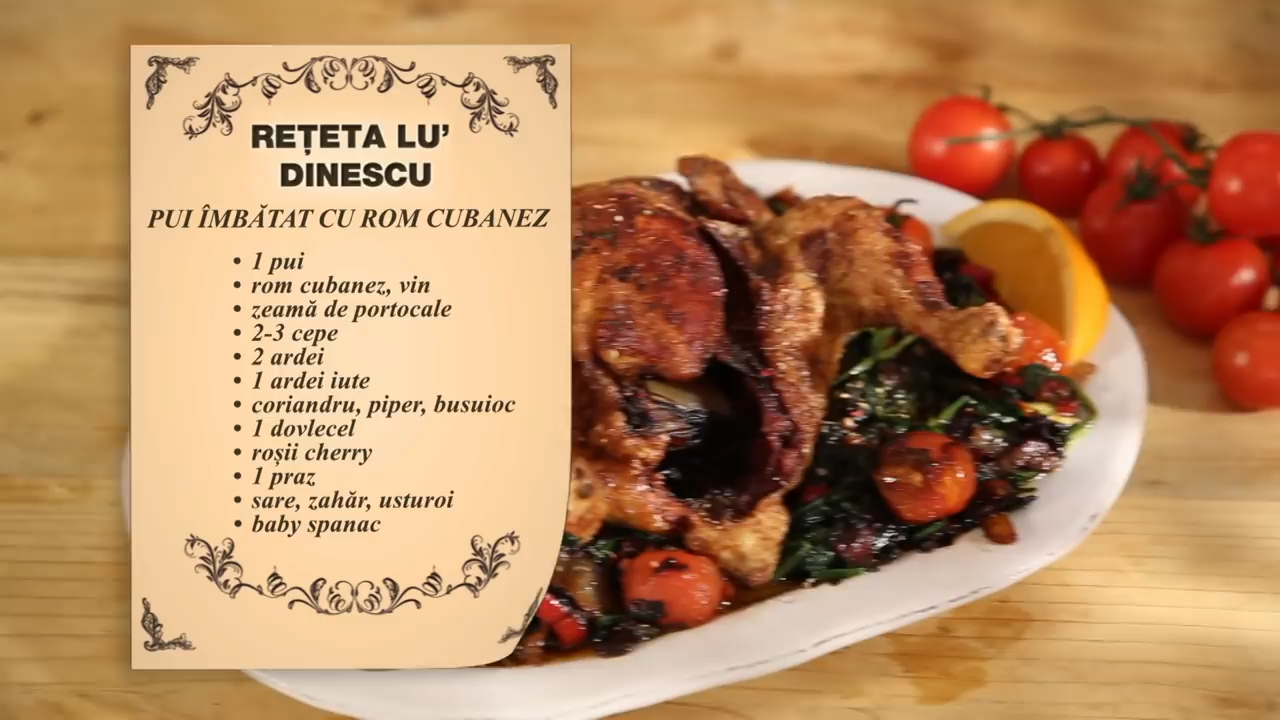 REȚETA LU'
DINESCU
PUI ÎMBĂTAT CU ROM CUBANEZ
• 1 pui
• rom cubanez, vin
• zeamă de portocale
• 2-3 cepe
• 2 ardei
• 1 ardei iute
• coriandru, piper, busuioc
• 1 dovlecel
• roșii cherry
• 1 praz
• sare, zahăr, usturoi
• baby spanac